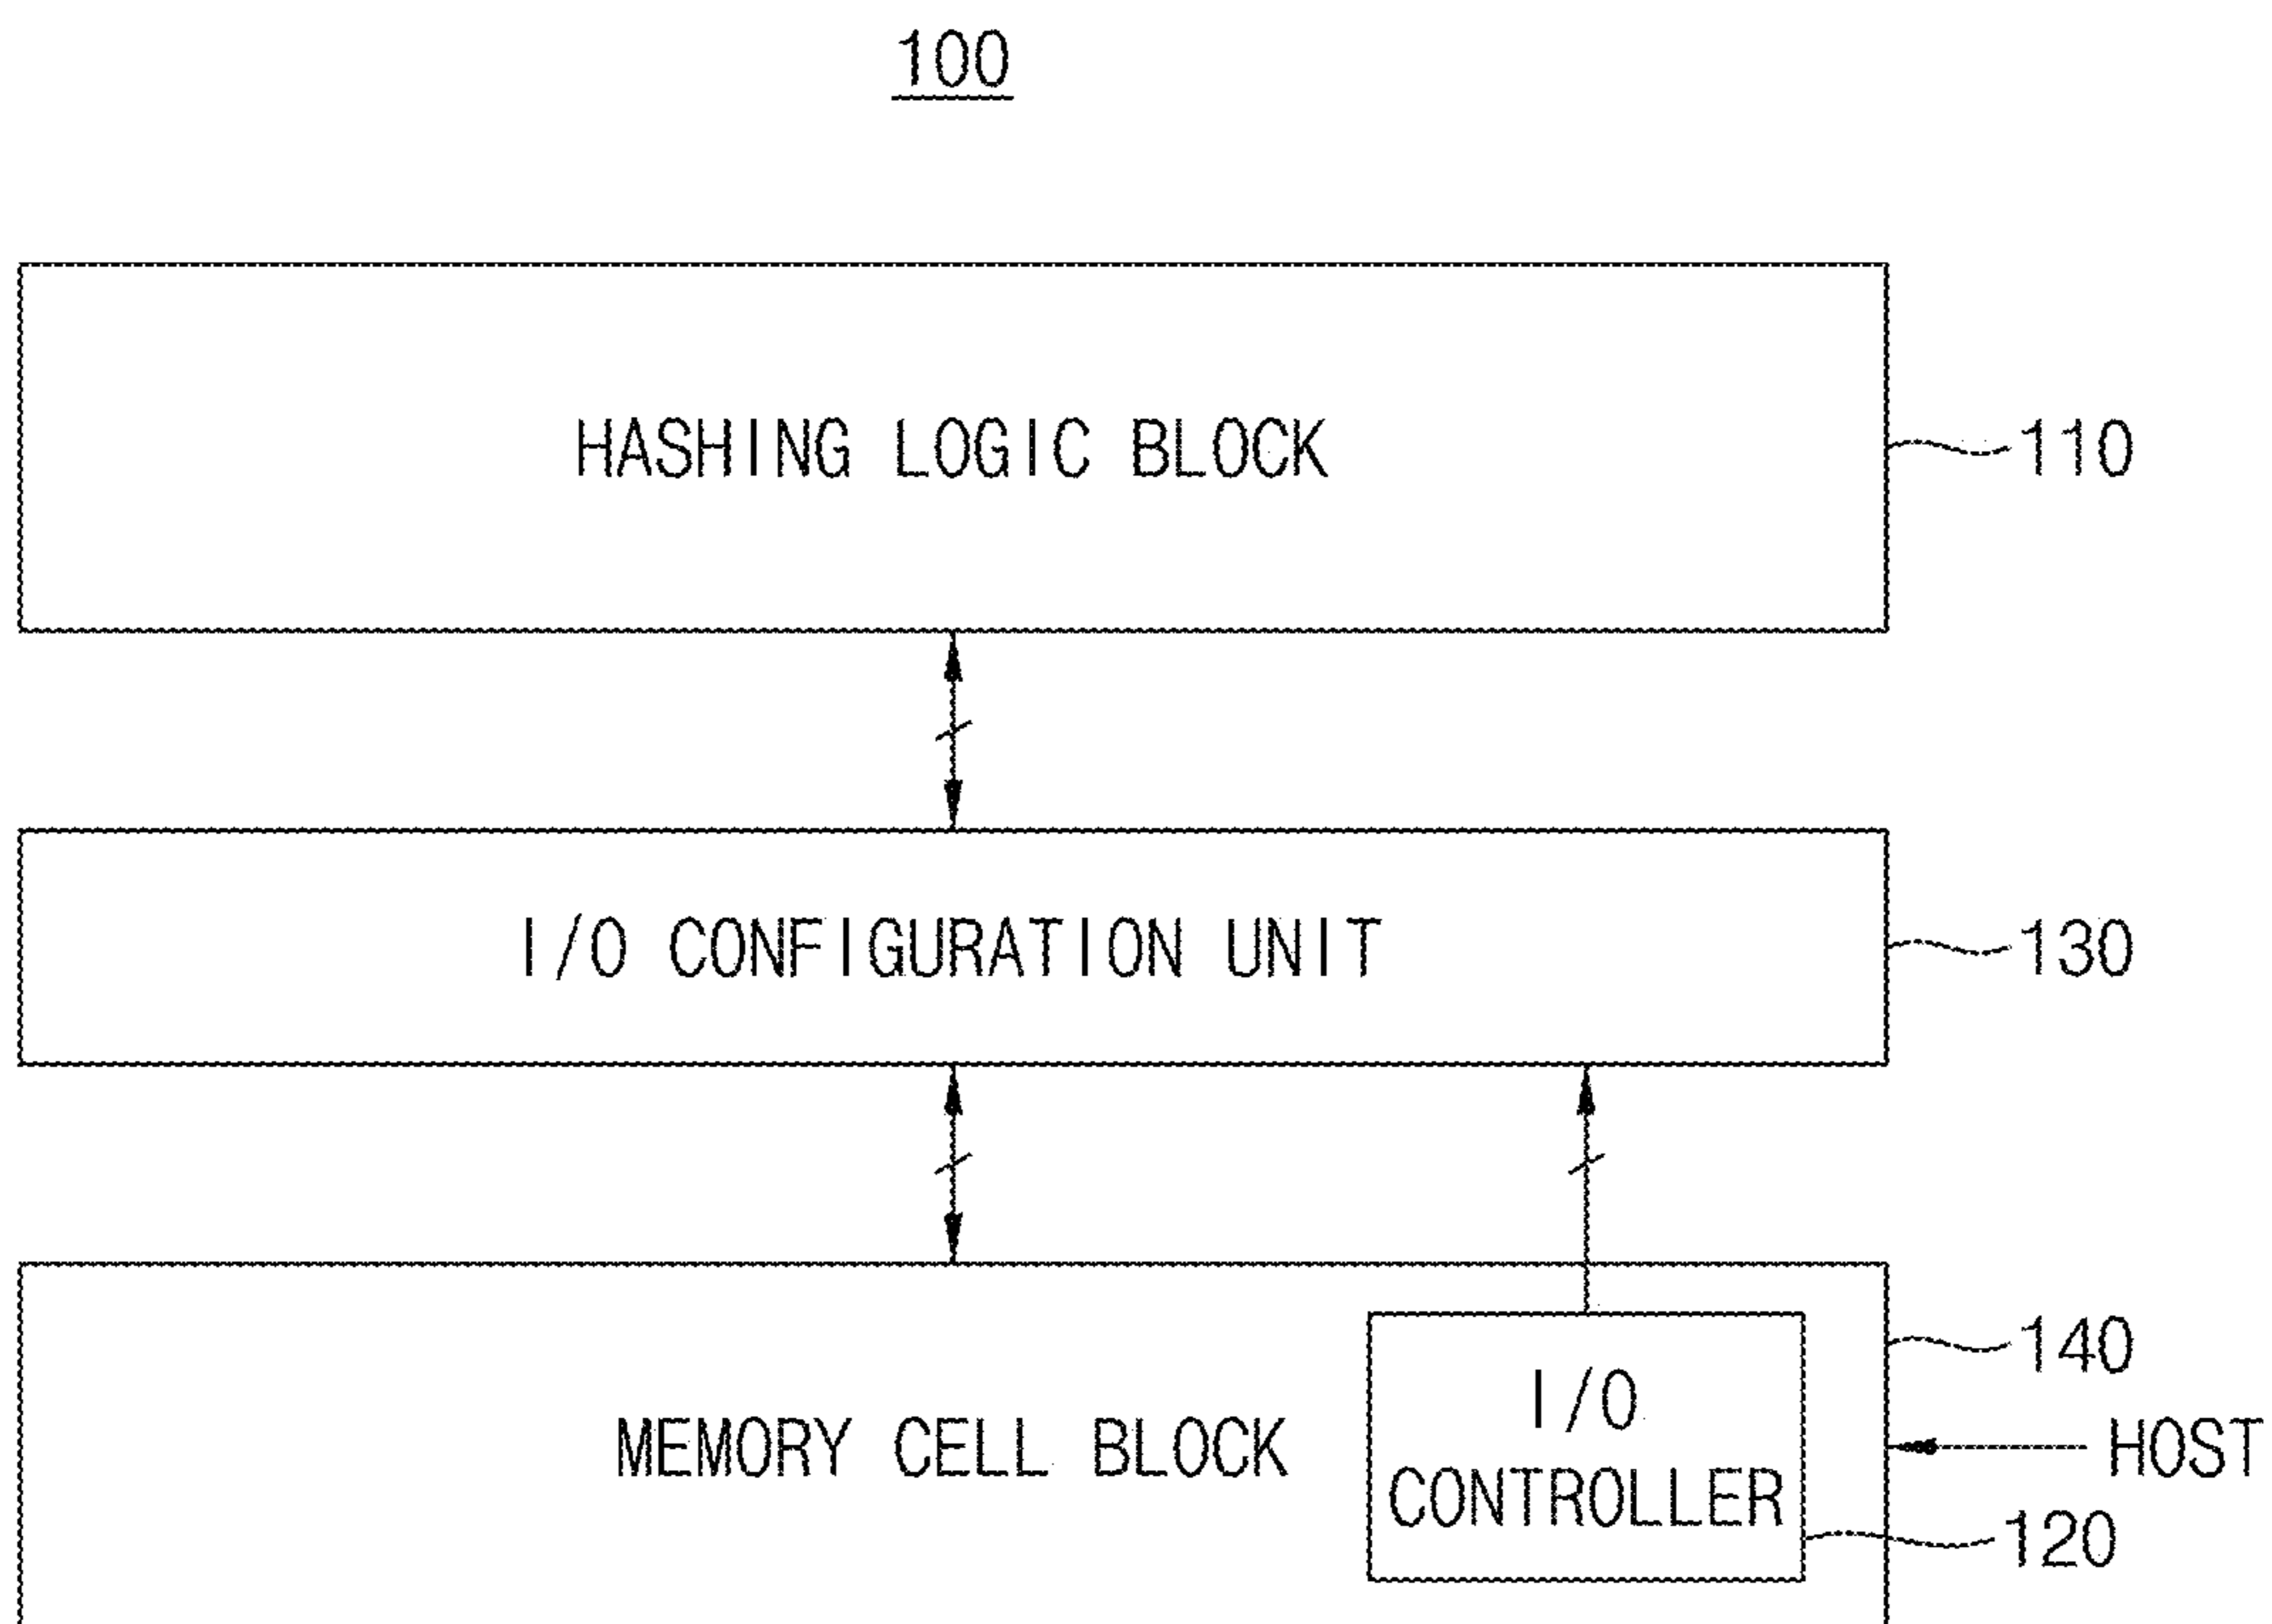 100
HASHING LOGIC BLOCK
110
I/O CONFIGURATION UNIT
130
140
MEMORY CELL BLOCK
I/O
CONTROLLER
HOST
120